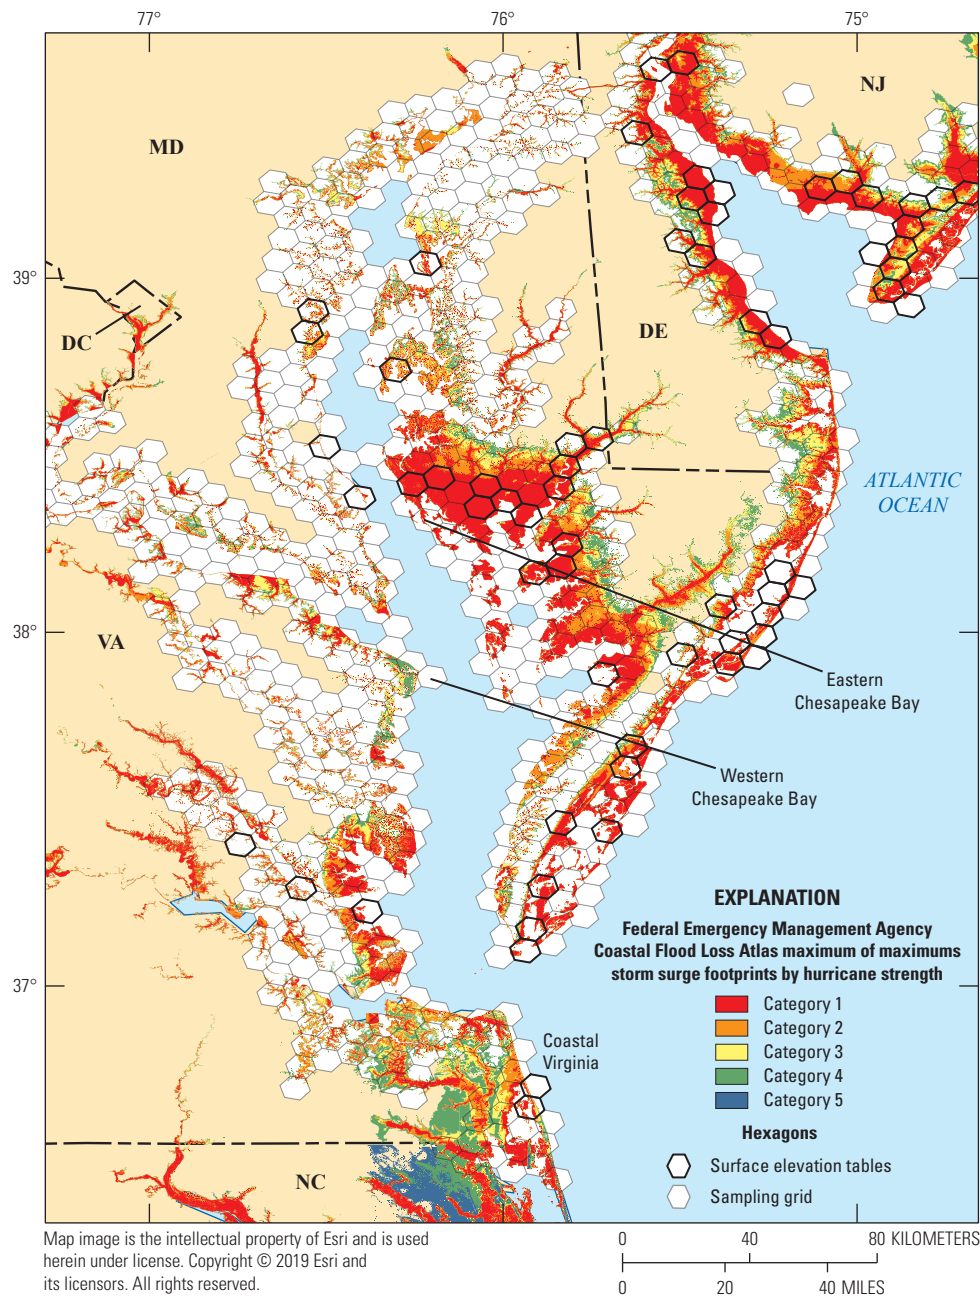 77°
76°
75°
NJ
MD
39°
DC
DE
ATLANTIC
OCEAN
38°
VA
Eastern
Chesapeake Bay
Western
Chesapeake Bay
EXPLANATION
Federal Emergency Management Agency
Coastal Flood Loss Atlas maximum of maximums
storm surge footprints by hurricane strength
37°
Category 1
Category 2
Coastal
Virginia
Category 3
Category 4
Category 5
Hexagons
Surface elevation tables
NC
Sampling grid
Map image is the intellectual property of Esri and is used
herein under license. Copyright © 2019 Esri and
its licensors. All rights reserved.
0 40 80 KILOMETERS
0 20 40 MILES